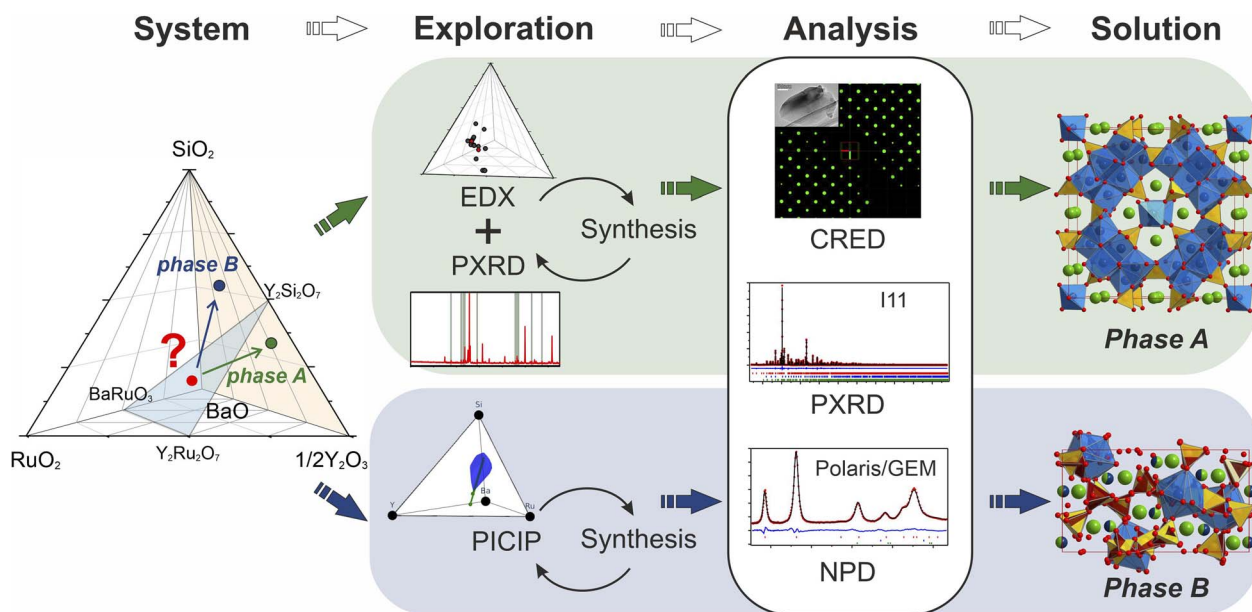 System
Exploration
Analysis
Solution
SiO₂
phase B
Y₂Si₂O₇
?
phase A
BaRuO₃
BaO
RuO₂
Y₂Ru₂O₇
1/2Y₂O₃
EDX
+
PXRD
Synthesis
Si
Y
Ba
Ru
PICIP
Synthesis
CRED
I11
PXRD
Polaris/GEM
NPD
Phase A
Phase B